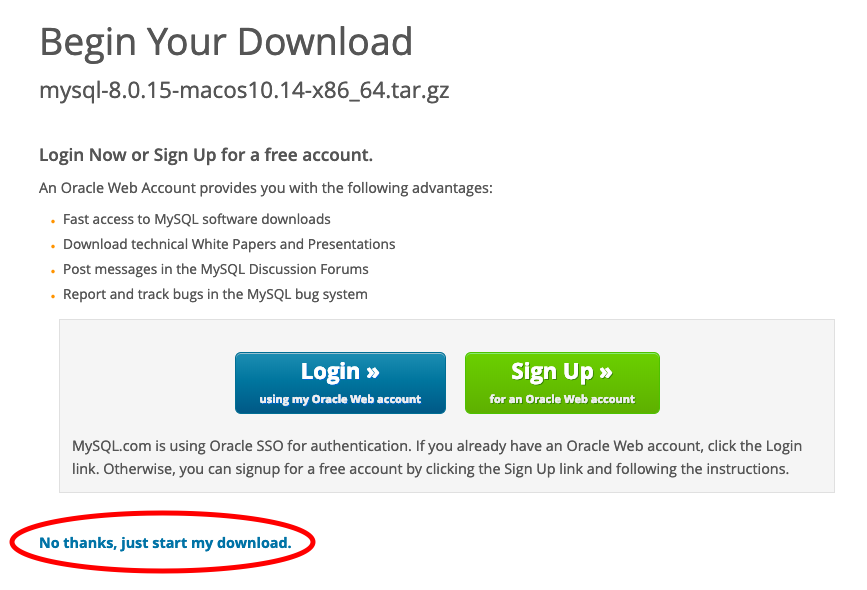 Begin Your Download
mysql-8.0.15-macos10.14-x86_64.tar.gz
Login Now or Sign Up for a free account.
An Oracle Web Account provides you with the following advantages:
Fast access to MySQL software downloads
Download technical White Papers and Presentations
Post messages in the MySQL Discussion Forums
Report and track bugs in the MySQL bug system
Login »
using my Oracle Web account
Sign Up »
for an Oracle Web account
MySQL.com is using Oracle SSO for authentication. If you already have an Oracle Web account, click the Login
link. Otherwise, you can signup for a free account by clicking the Sign Up link and following the instructions.
No thanks, just start my download.